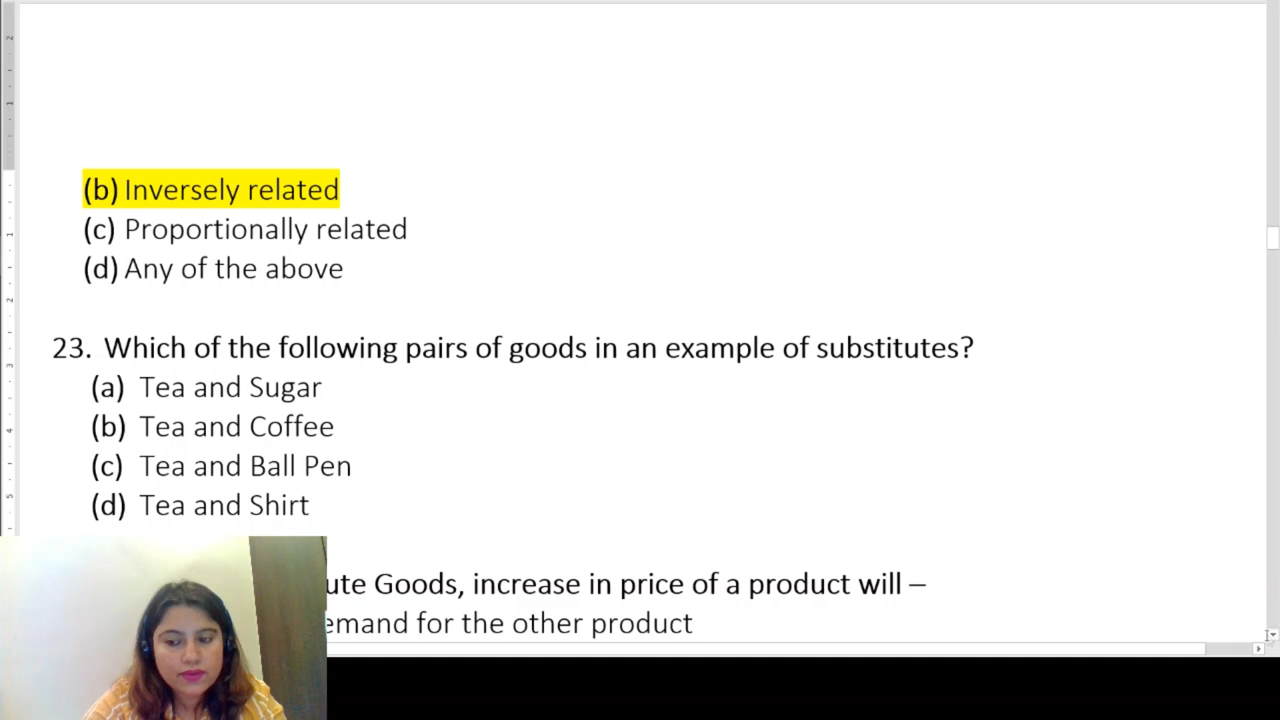 (b) Inversely related
(c) Proportionally related
(d) Any of the above
23. Which of the following pairs of goods in an example of substitutes?
(a) Tea and Sugar
(b) Tea and Coffee
(c) Tea and Ball Pen
(d) Tea and Shirt
Goods, increase in price of a product will –
for the other product